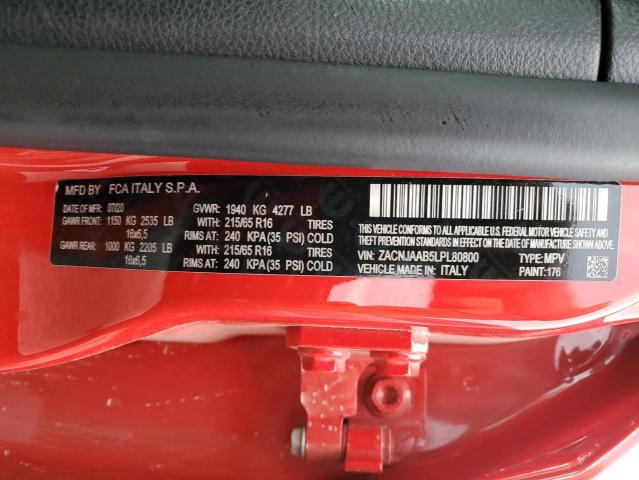 MFD BY FCA ITALY S.P.A.
DATE OF MFR: 07/20 GVWR: 1940 KG 4277 LB
GAWR FRONT: 1150 KG 2535 LB WITH: 215/65 R16 TIRES
16x6,5 RIMS AT: 240 KPA (35 PSI) COLD
GAWR REAR: 1000 KG 2205 LB WITH: 215/65 R16 TIRES
16x6,5 RIMS AT: 240 KPA (35 PSI) COLD
THIS VEHICLE CONFORMS TO ALL APPLICABLE U.S. FEDERAL MOTOR VEHICLE SAFETY,
BUMPER AND THEFT PREVENTION STANDARDS IN EFFECT ON THE DATE OF MANUFACTURE SHOWN ABOVE
VIN: ZACNJAAB5LPL80800 TYPE: MPV
VEHICLE MADE IN: ITALY PAINT: 176